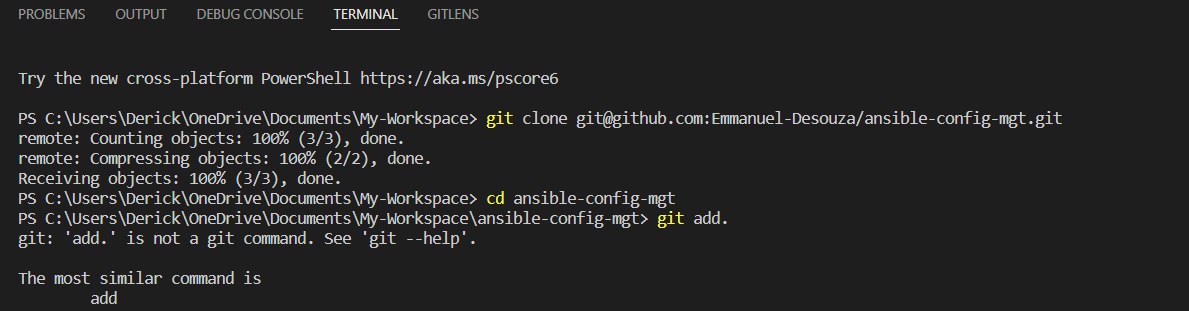 PROBLEMS OUTPUT DEBUG CONSOLE TERMINAL GITLENS
Try the new cross-platform PowerShell https://aka.ms/pscore6
PS C:\Users\Derick\OneDrive\Documents\My-Workspace> git clone git@github.com:Emmanuel-Desouza/ansible-config-mgt.git
remote: Counting objects: 100% (3/3), done.
remote: Compressing objects: 100% (2/2), done.
Receiving objects: 100% (3/3), done.
PS C:\Users\Derick\OneDrive\Documents\My-Workspace> cd ansible-config-mgt
PS C:\Users\Derick\OneDrive\Documents\My-Workspace\ansible-config-mgt> git add.
git: 'add.' is not a git command. See 'git --help'.
The most similar command is
add